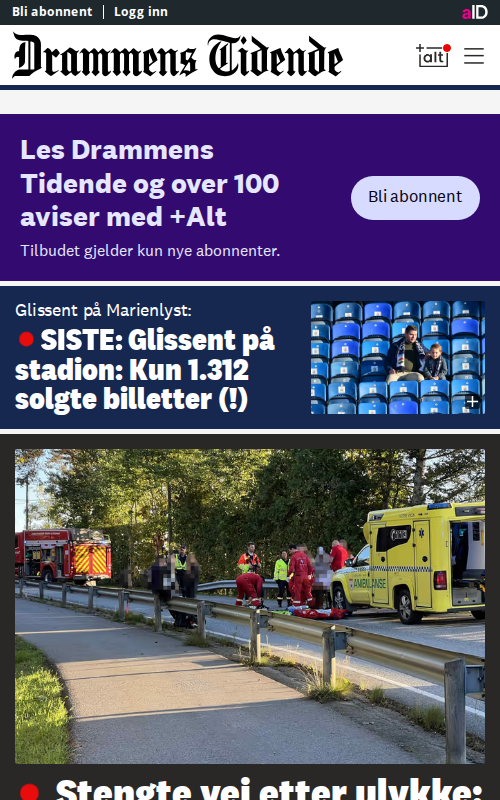 Bli abonnent
Logg inn
aID
Drammens Tidende
+alt
Les Drammens
Tidende og over 100
aviser med +Alt
Tilbudet gjelder kun nye abonnenter.
Bli abonnent
Glissent på Marienlyst:
SISTE: Glissent på
stadion: Kun 1.312
solgte billetter (!)
AMBULANSE
Stengte vei etter ulykke: